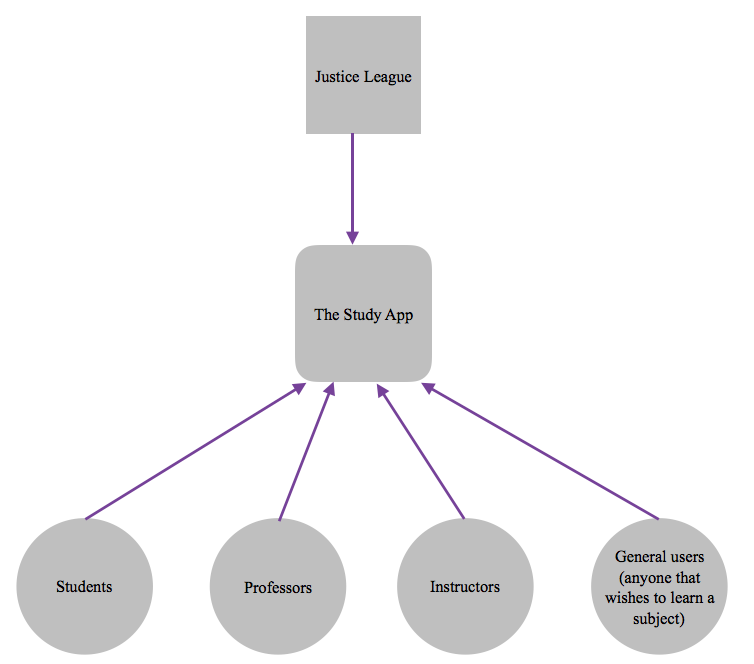 Justice League
The Study App
Students
Professors
Instructors
General users
(anyone that
wishes to learn a
subject)